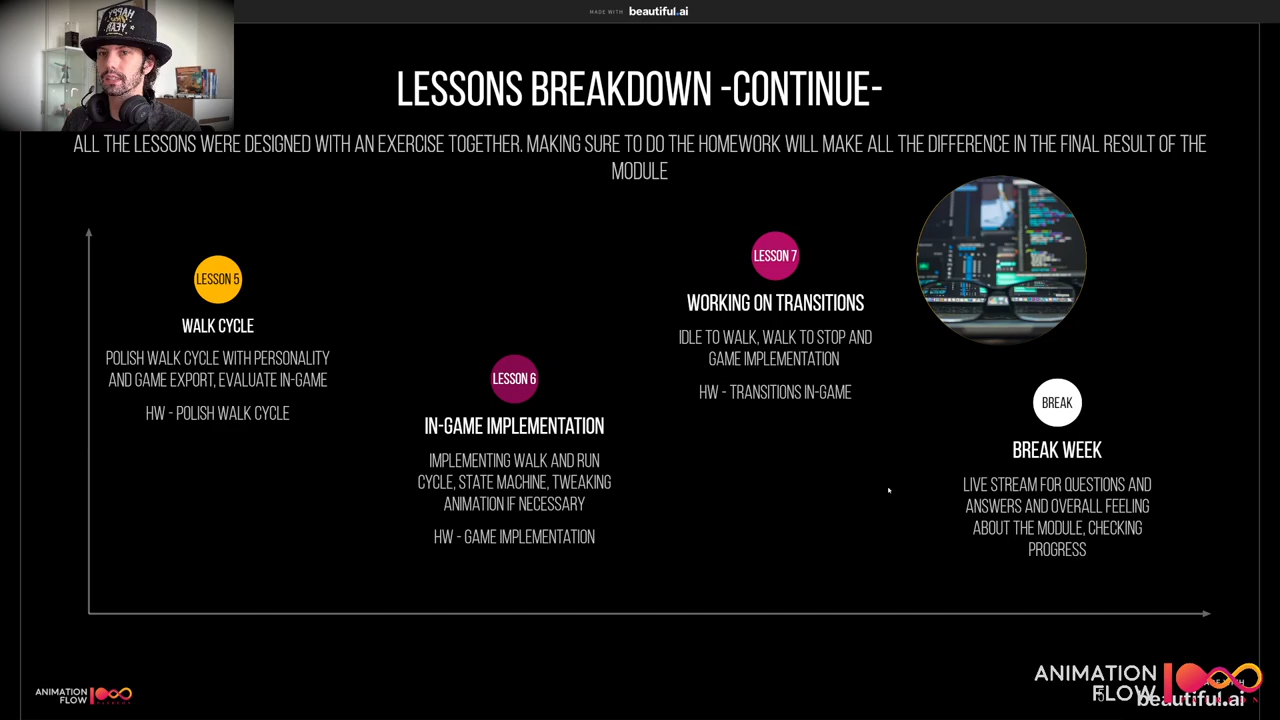 MADE WITH beautiful.ai
LESSONS BREAKDOWN -CONTINUE-
ALL THE LESSONS WERE DESIGNED WITH AN EXERCISE TOGETHER. MAKING SURE TO DO THE HOMEWORK WILL MAKE ALL THE DIFFERENCE IN THE FINAL RESULT OF THE
MODULE
LESSON 5
WALK CYCLE
POLISH WALK CYCLE WITH PERSONALITY
AND GAME EXPORT, EVALUATE IN-GAME
HW - POLISH WALK CYCLE
LESSON 6
IN-GAME IMPLEMENTATION
IMPLEMENTING WALK AND RUN
CYCLE, STATE MACHINE, TWEAKING
ANIMATION IF NECESSARY
HW - GAME IMPLEMENTATION
LESSON 7
WORKING ON TRANSITIONS
IDLE TO WALK, WALK TO STOP AND
GAME IMPLEMENTATION
HW - TRANSITIONS IN-GAME
BREAK
BREAK WEEK
LIVE STREAM FOR QUESTIONS AND
ANSWERS AND OVERALL FEELING
ABOUT THE MODULE, CHECKING
PROGRESS
ANIMATION
FLOW
ANIMATION
FLOW
beautiful.ai